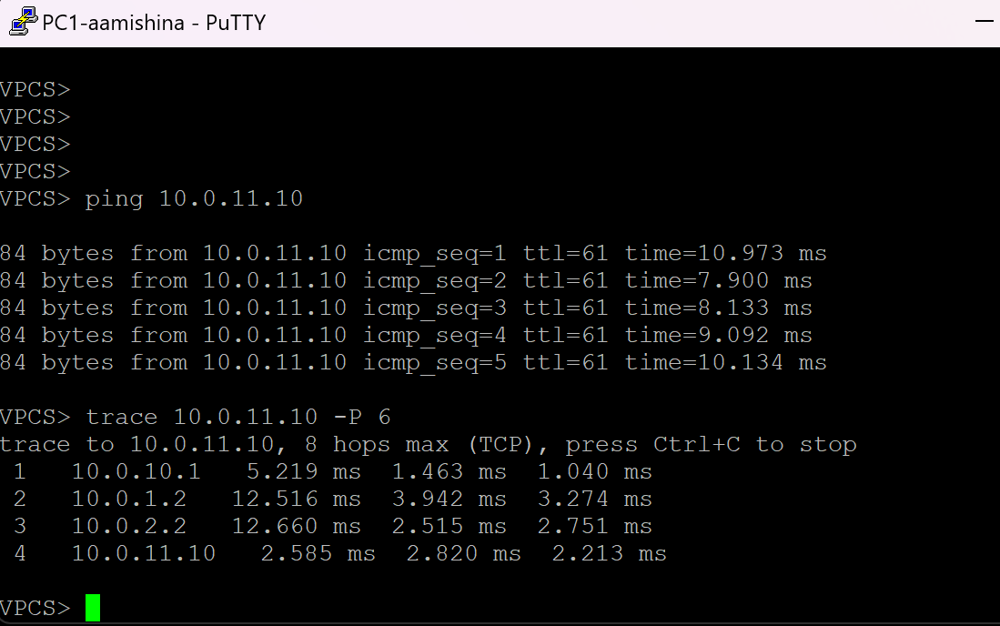 PC1-aamishina - PuTTY
VPCS>
VPCS>
VPCS>
VPCS>
VPCS> ping 10.0.11.10
84 bytes from 10.0.11.10 icmp_seq=1 ttl=61 time=10.973 ms
84 bytes from 10.0.11.10 icmp_seq=2 ttl=61 time=7.900 ms
84 bytes from 10.0.11.10 icmp_seq=3 ttl=61 time=8.133 ms
84 bytes from 10.0.11.10 icmp_seq=4 ttl=61 time=9.092 ms
84 bytes from 10.0.11.10 icmp_seq=5 ttl=61 time=10.134 ms
VPCS> trace 10.0.11.10 -P 6
trace to 10.0.11.10, 8 hops max (TCP), press Ctrl+C to stop
 1   10.0.10.1   5.219 ms  1.463 ms  1.040 ms
 2   10.0.1.2   12.516 ms  3.942 ms  3.274 ms
 3   10.0.2.2   12.660 ms  2.515 ms  2.751 ms
 4   10.0.11.10   2.585 ms  2.820 ms  2.213 ms
VPCS>